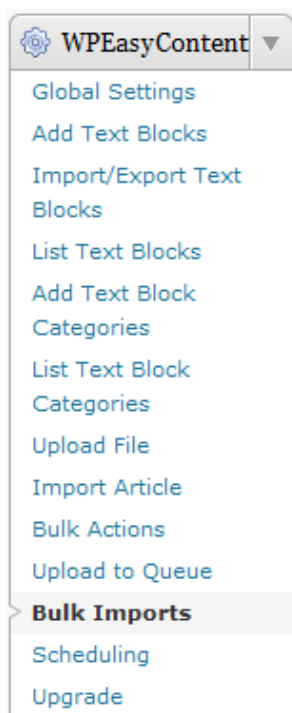 WPEasyContent
Global Settings
Add Text Blocks
Import/Export Text
Blocks
List Text Blocks
Add Text Block
Categories
List Text Block
Categories
Upload File
Import Article
Bulk Actions
Upload to Queue
Bulk Imports
Scheduling
Upgrade